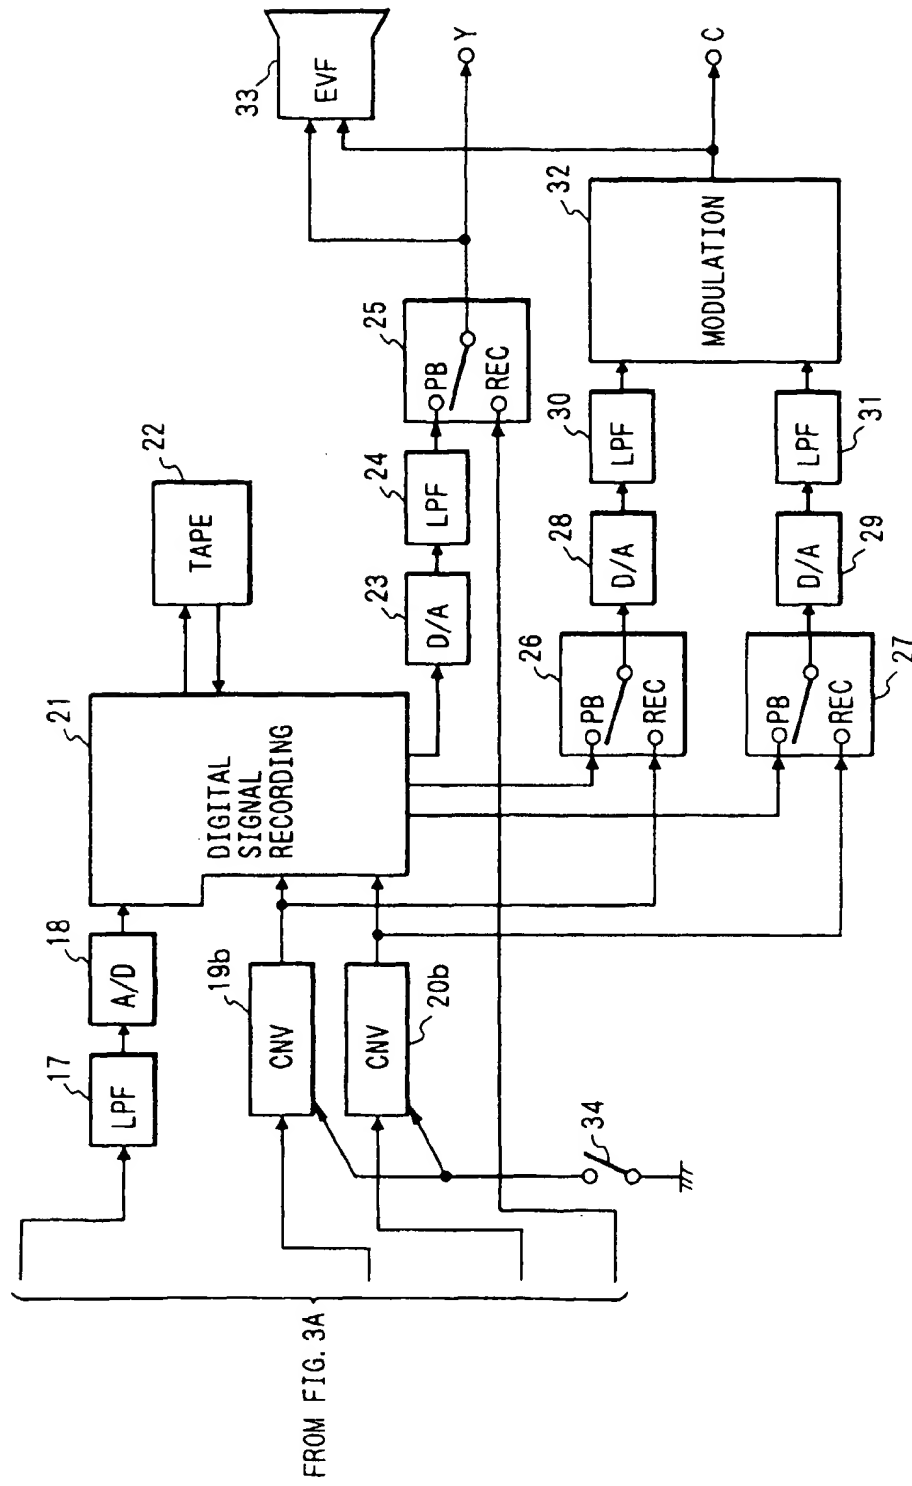 FROM FIG. 3A
17
LPF
18
A/D
21
DIGITAL
SIGNAL
RECORDING
22
TAPE
33
EVF
19b
CNV
20b
CNV
23
D/A
24
LPF
25
PB
REC
Y
34
26
PB
REC
28
D/A
30
LPF
32
MODULATION
C
27
PB
REC
29
D/A
31
LPF